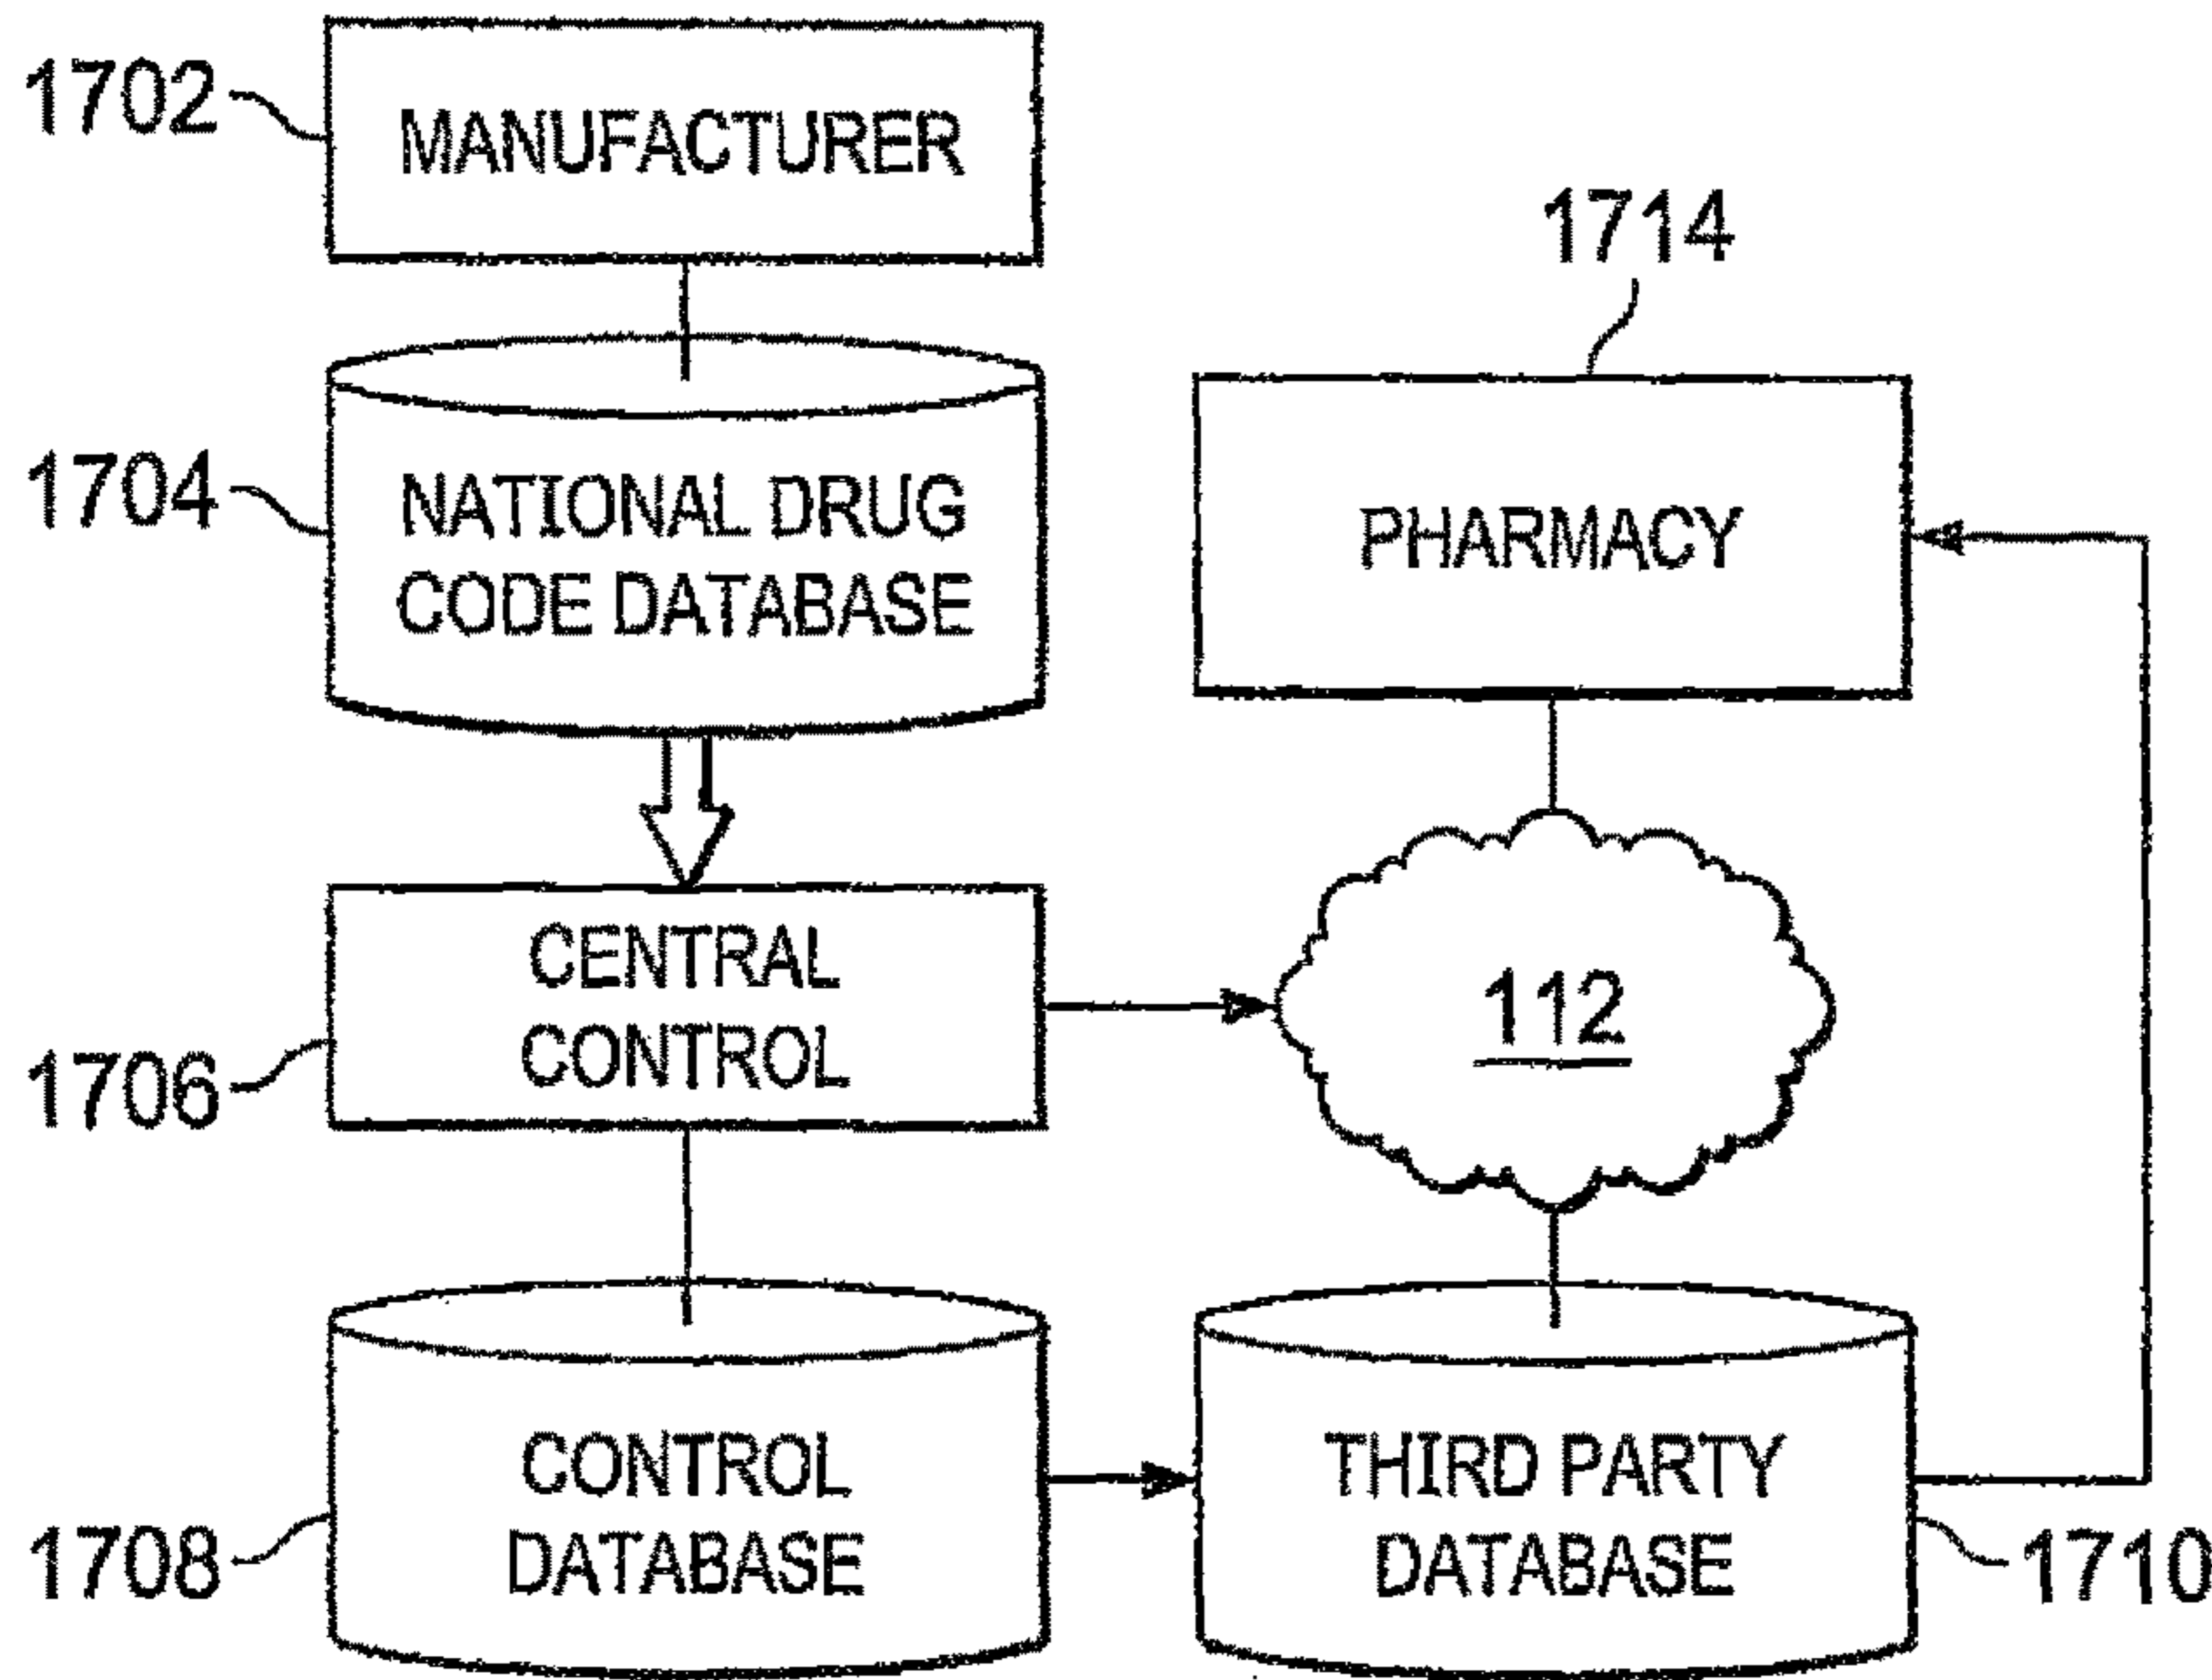 1702
MANUFACTURER
1714
1704
NATIONAL DRUG
CODE DATABASE
PHARMACY
1706
CENTRAL
CONTROL
112
1708
CONTROL
DATABASE
THIRD PARTY
DATABASE
1710